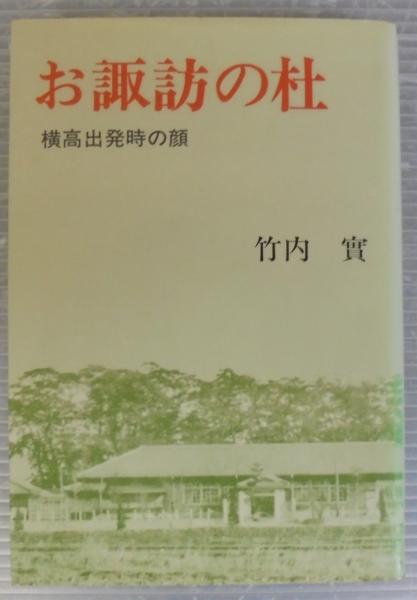 お諏訪の杜
横高出発時の顔
竹内 實